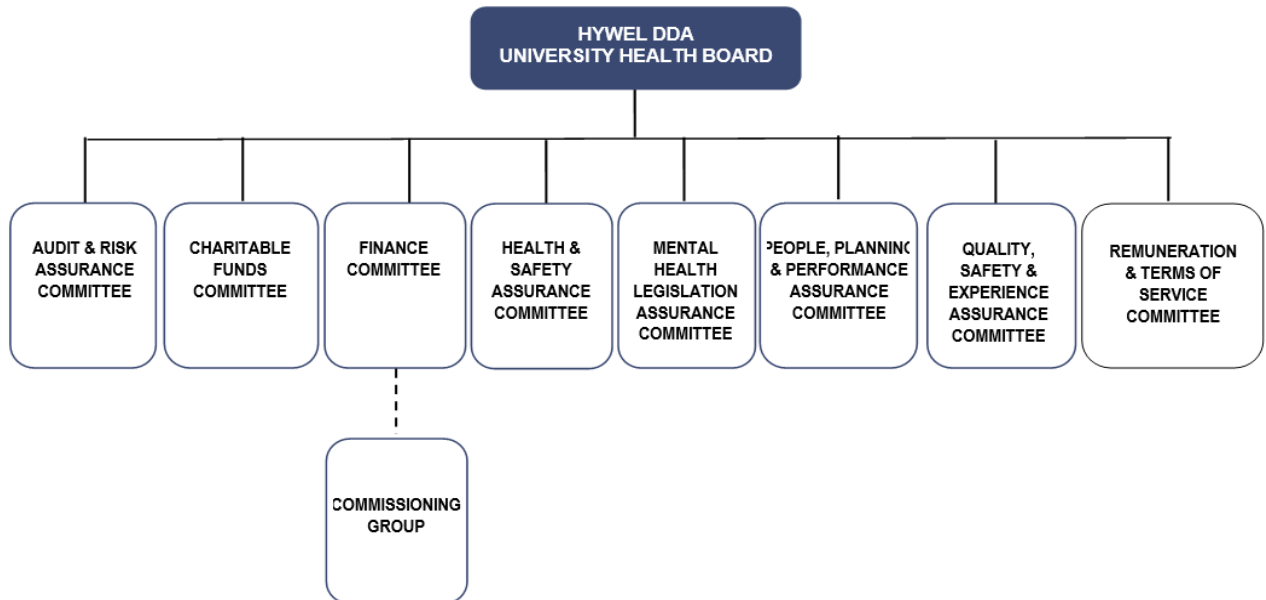 HYWEL DDA
UNIVERSITY HEALTH BOARD
AUDIT & RISK
ASSURANCE
COMMITTEE
CHARITABLE
FUNDS
COMMITTEE
FINANCE
COMMITTEE
HEALTH &
SAFETY
ASSURANCE
COMMITTEE
MENTAL
HEALTH
LEGISLATION
ASSURANCE
COMMITTEE
PEOPLE, PLANNING
& PERFORMANCE
ASSURANCE
COMMITTEE
QUALITY,
SAFETY &
EXPERIENCE
ASSURANCE
COMMITTEE
REMUNERATION
& TERMS OF
SERVICE
COMMITTEE
COMMISSIONING
GROUP